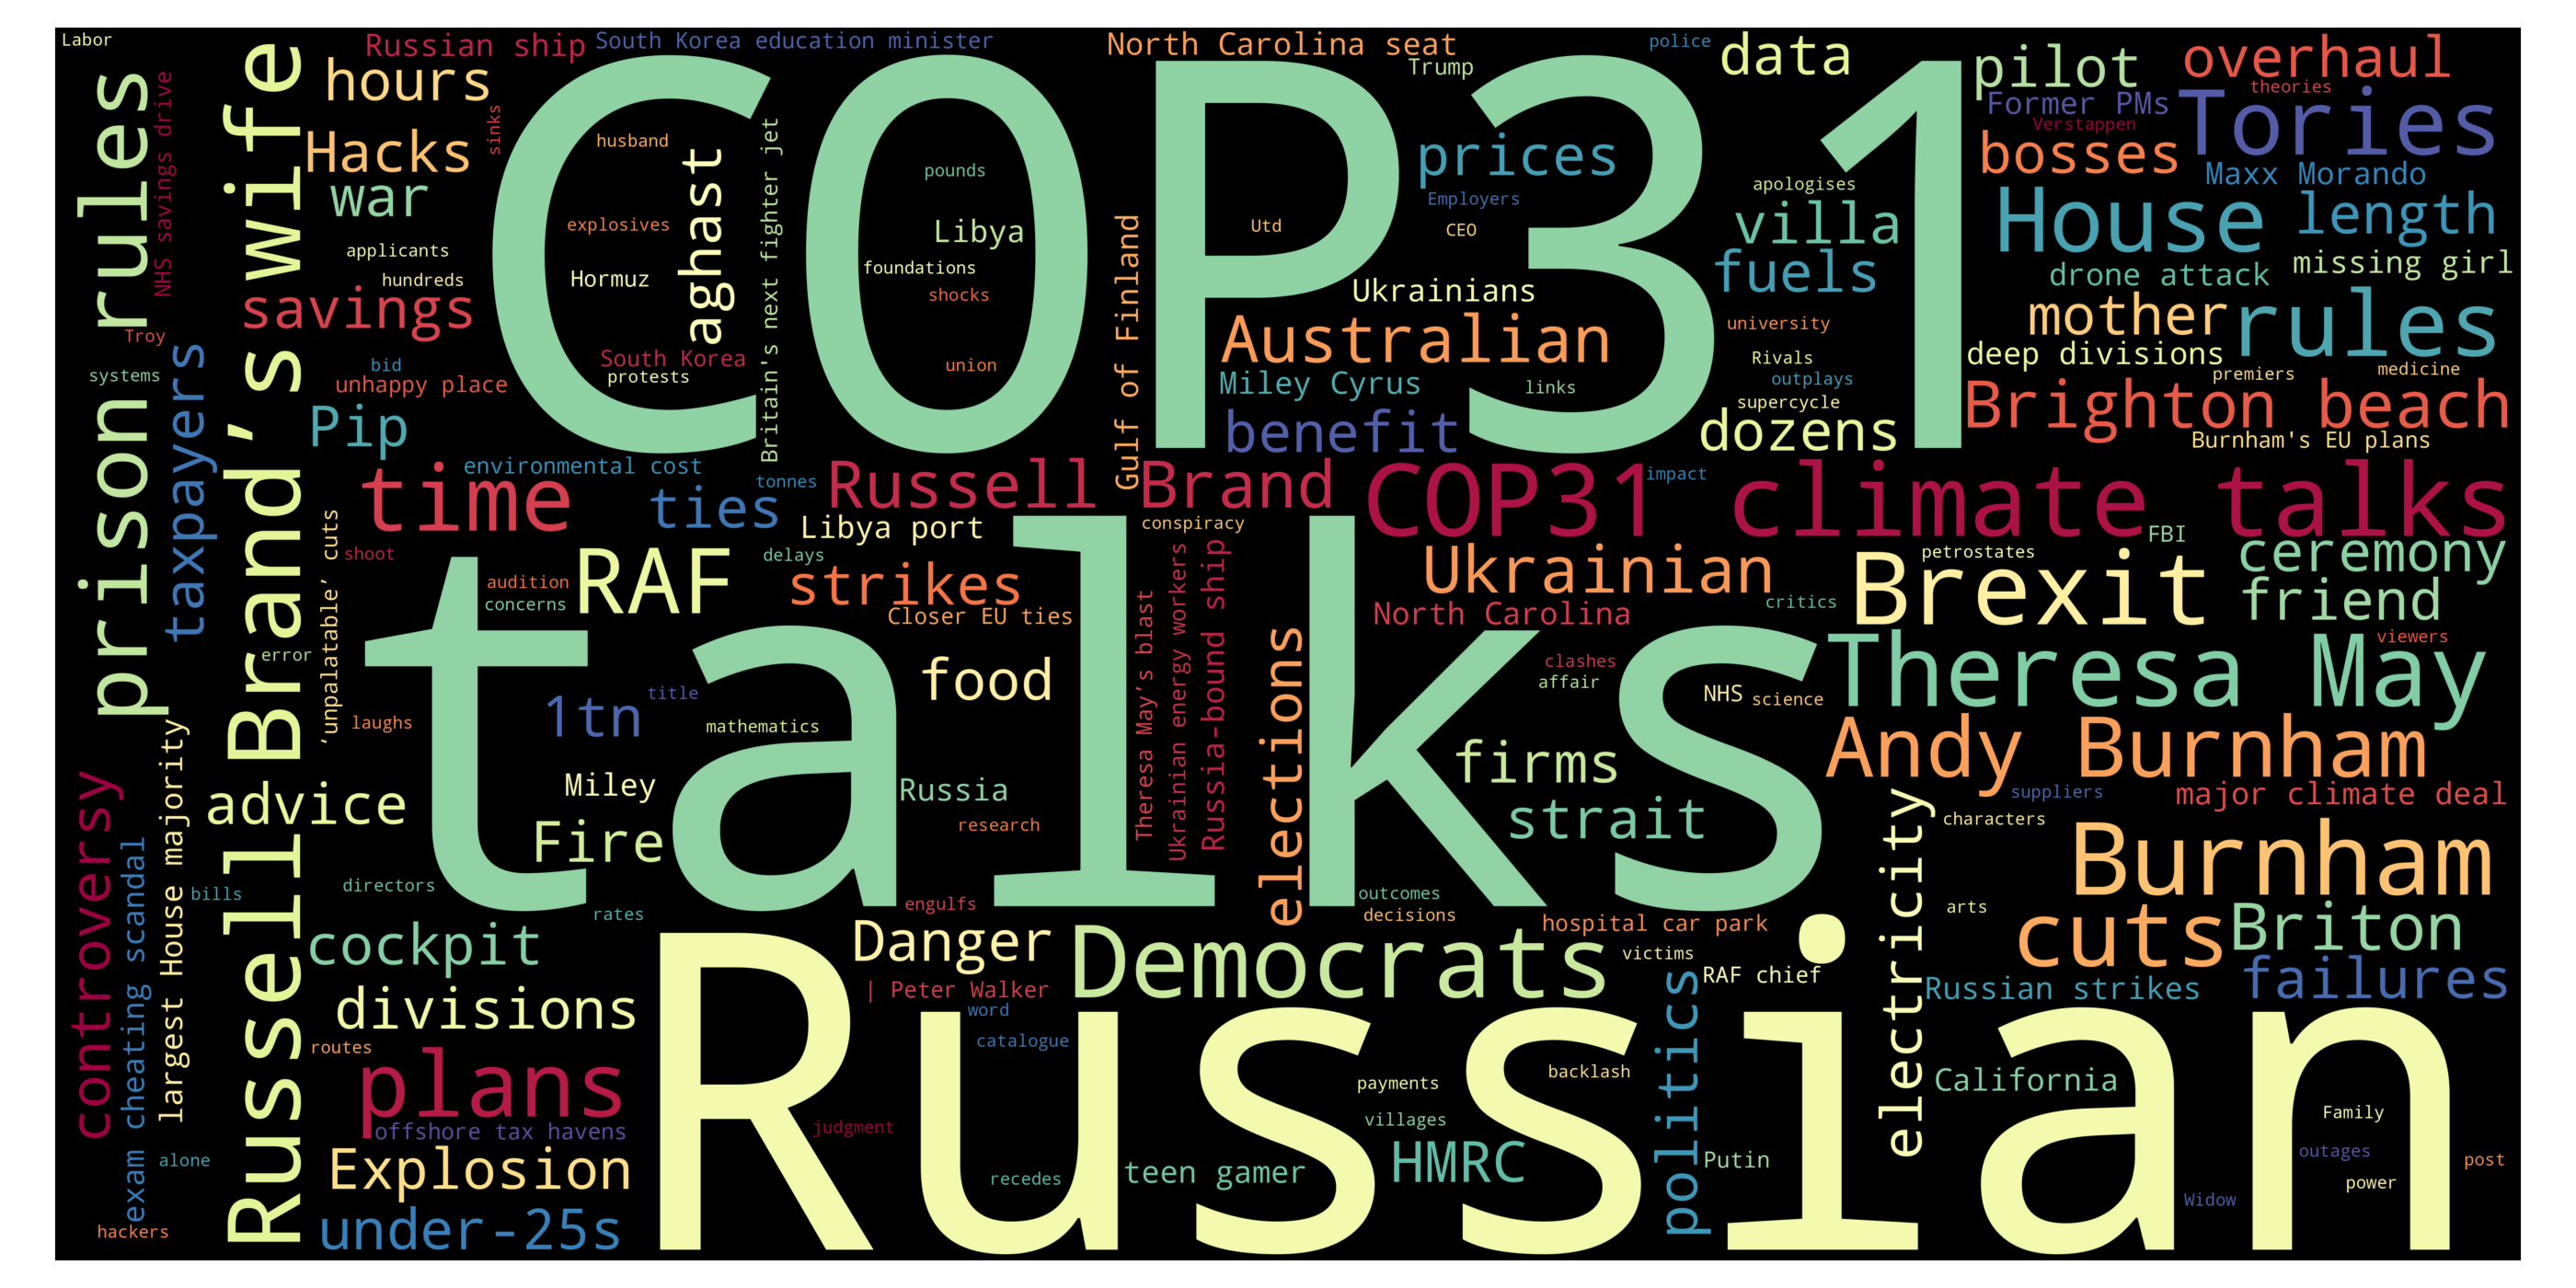 Labor
Russian ship
South Korea education minister
North Carolina seat
police
data
pilot
overhaul
prison rules
NHS savings drive
Russell Brand’s wife
hours
COP31 talks
Trump
theories
Former PMs
Tories
Verstappen
Hacks
sinks
husband
aghast
Britain's next fighter jet
pounds
prices
bosses
Maxx Morando
war
explosives
Libya
Gulf of Finland
Utd
Employers
CEO
apologises
villa
House
length
applicants
hundreds
Hormuz
foundations
shocks
Ukrainians
fuels
drone attack
missing girl
savings
Troy
Australian
university
mother
rules
taxpayers
systems
bid
unhappy place
South Korea
protests
union
Miley Cyrus
links
Rivals
outplays
supercycle
deep divisions
premiers
medicine
Pip
benefit
dozens
Brighton beach
Burnham's EU plans
time
environmental cost
ties
tonnes
Russell Brand
COP31 climate talks
impact
‘unpalatable’ cuts
shoot
Libya port
conspiracy
FBI
audition
concerns
RAF
delays
strikes
Closer EU ties
Theresa May’s blast
Ukrainian energy workers
Russia-bound ship
Ukrainian
North Carolina
critics
petrostates
Brexit
ceremony
friend
error
elections
clashes
affair
NHS
science
Theresa May
viewers
laughs
1tn
title
mathematics
food
controversy
exam cheating scandal
largest House majority
advice
Miley
Russia
firms
strait
Andy Burnham
suppliers
major climate deal
Fire
research
electricity
characters
Burnham
bills
directors
rates
engulfs
outcomes
decisions
hospital car park
arts
cuts
Briton
cockpit
Danger
Democrats
victims
RAF chief
politics
Russian strikes
failures
divisions
| Peter Walker
word
catalogue
Russian
routes
plans
offshore tax havens
judgment
payments
villages
backlash
California
Family
alone
Explosion
recedes
teen gamer
HMRC
Putin
outages
post
power
Widow
hackers
under-25s